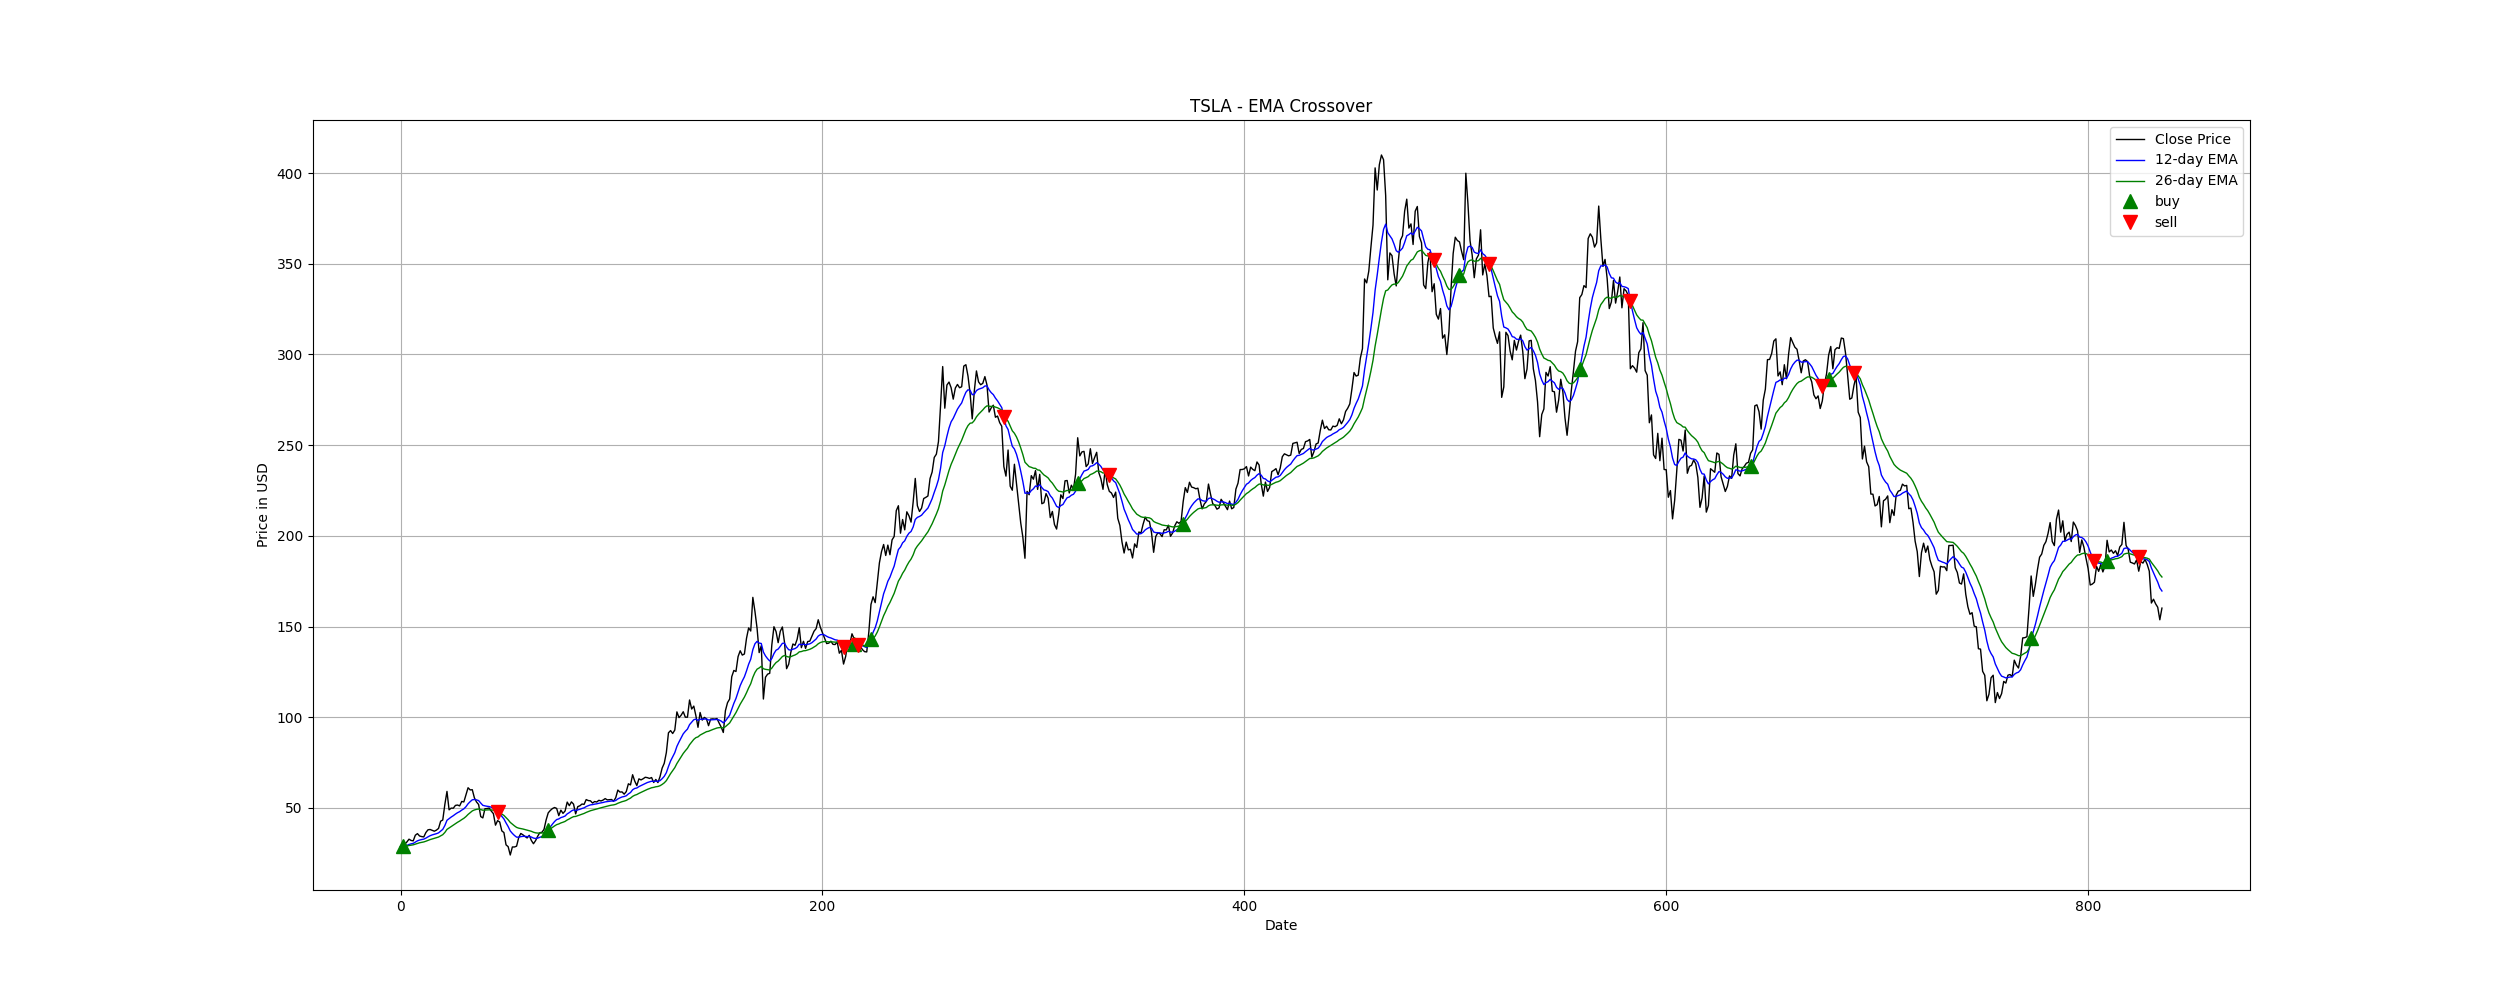 TSLA - EMA Crossover
Close Price
12-day EMA
26-day EMA
buy
sell
Price in USD
400
350
300
250
200
150
100
50
0
200
400
600
800
Date